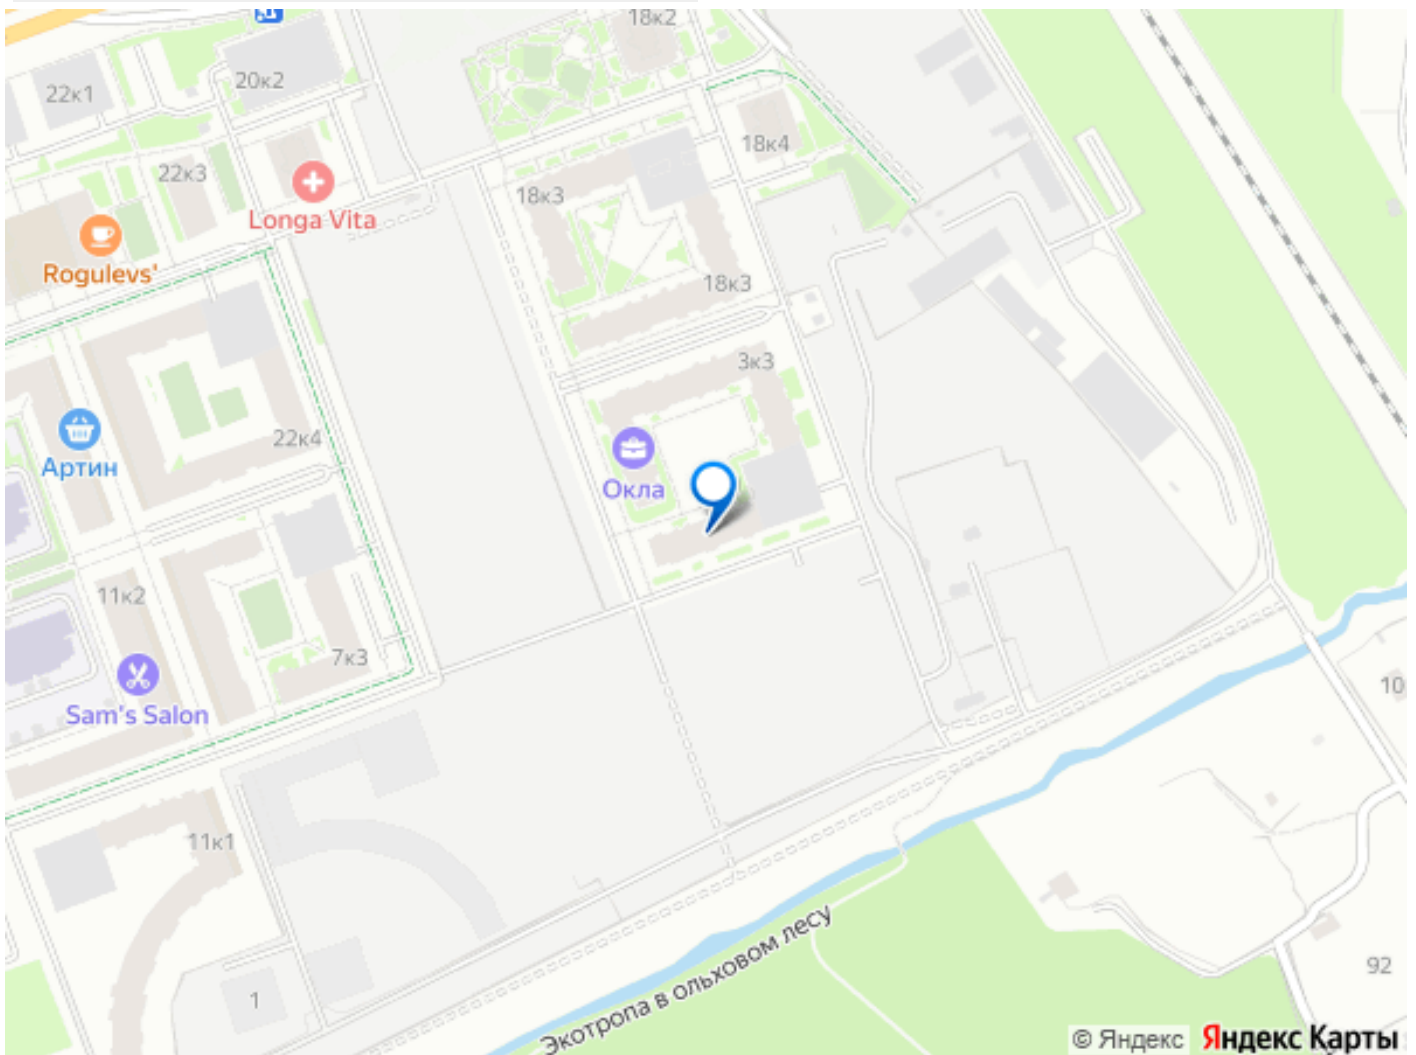 18к2
20к2
22к1
18к4
22к3
18к3
Longa Vita
Rogulevs'
18к3
3к3
22к4
Артин
Окла
11к2
7к3
Sam's Salon
10
11к1
Экотропа в ольховом лесу
92
1
© Яндекс Яндекс Карты